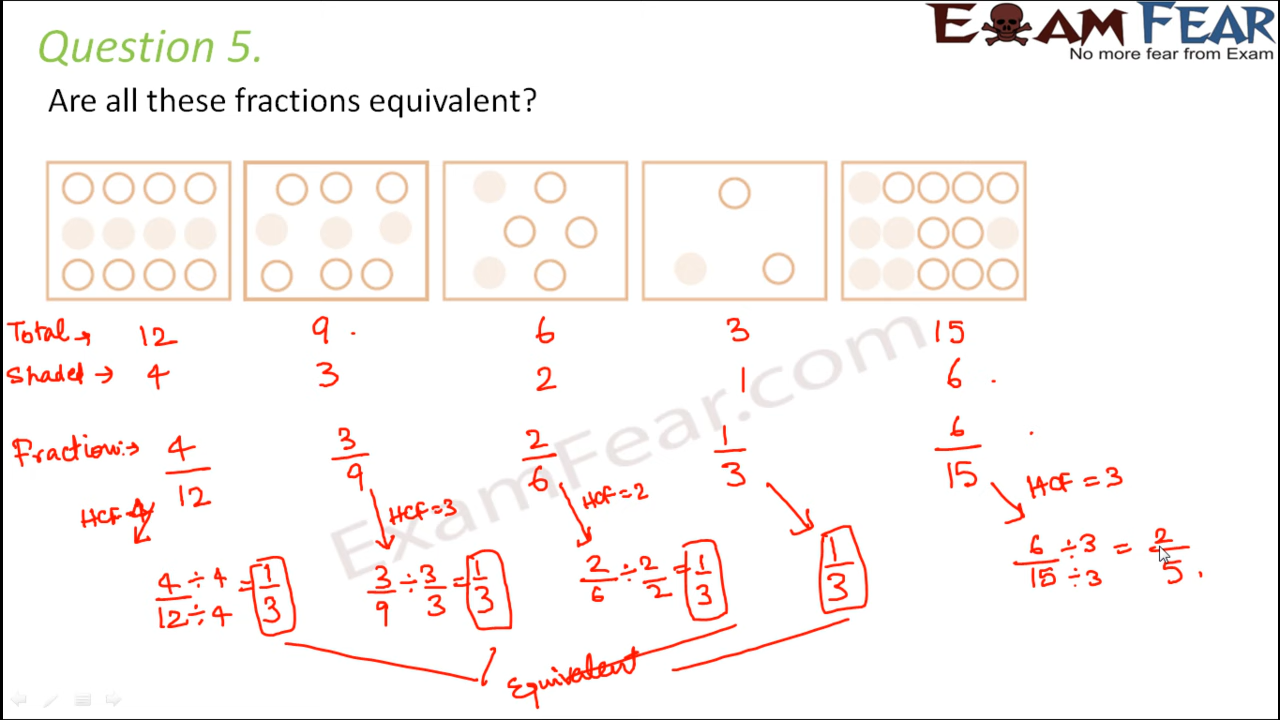 Question 5.
EXAM FEAR
No more fear from Exam
Are all these fractions equivalent?
Total → 12 9 . 6 3 15
Shaded → 4 3 2 1 6 .
Fraction:→ 4/12 3/9 2/6 1/3 6/15 .
HCF = 4 HCF = 3 HCF = 2 HCF = 3
4÷4/12÷4 = 1/3 3/9 ÷ 3/3 = 1/3 2/6 ÷ 2/2 = 1/3 1/3 6÷3/15÷3 = 2/5 .
Equivalent
ExamFear.com